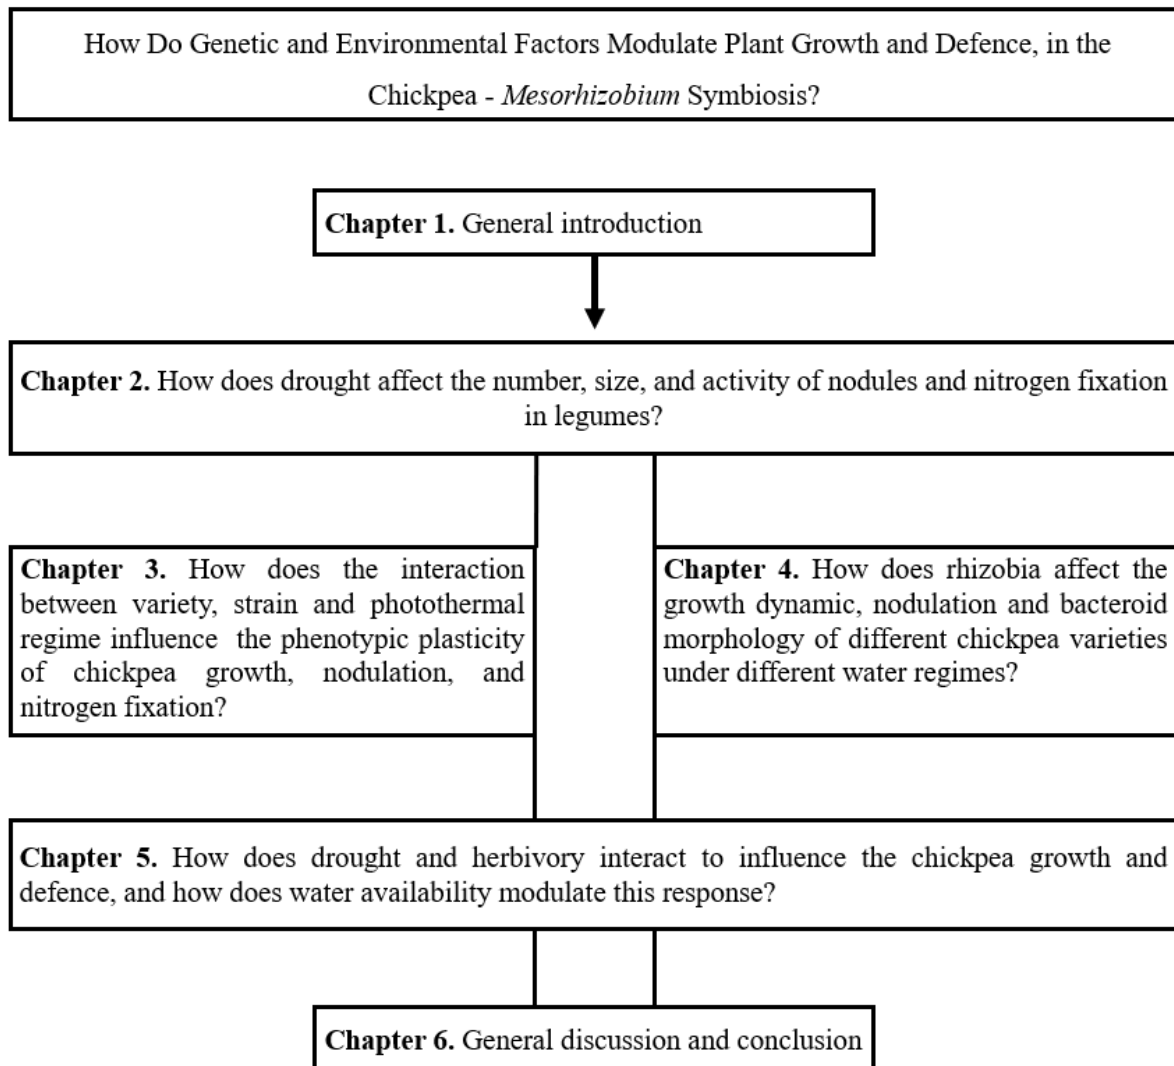 How Do Genetic and Environmental Factors Modulate Plant Growth and Defence, in the
Chickpea - Mesorhizobium Symbiosis?
Chapter 1. General introduction
Chapter 2. How does drought affect the number, size, and activity of nodules and nitrogen fixation
in legumes?
Chapter 3. How does the interaction
between variety, strain and photothermal
regime influence the phenotypic plasticity
of chickpea growth, nodulation, and
nitrogen fixation?
Chapter 4. How does rhizobia affect the
growth dynamic, nodulation and bacteroid
morphology of different chickpea varieties
under different water regimes?
Chapter 5. How does drought and herbivory interact to influence the chickpea growth and
defence, and how does water availability modulate this response?
Chapter 6. General discussion and conclusion